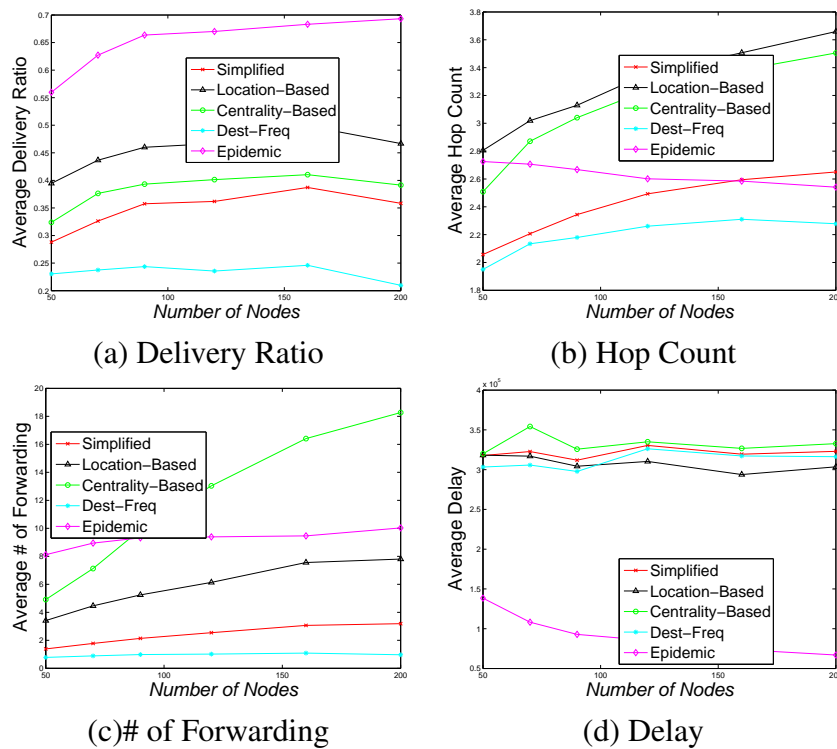 0.7
0.65
0.6
0.55
0.5
0.45
0.4
0.35
0.3
0.25
0.2
50
100
150
200
Average Delivery Ratio
Number of Nodes
Simplified
Location-Based
Centrality-Based
Dest-Freq
Epidemic
(a) Delivery Ratio
3.8
3.6
3.4
3.2
3
2.8
2.6
2.4
2.2
2
1.8
50
100
150
200
Average Hop Count
Number of Nodes
Simplified
Location-Based
Centrality-Based
Dest-Freq
Epidemic
(b) Hop Count
20
18
16
14
12
10
8
6
4
2
0
50
100
150
200
Average # of Forwarding
Number of Nodes
Simplified
Location-Based
Centrality-Based
Dest-Freq
Epidemic
(c)# of Forwarding
4
x 10⁵
3.5
3
2.5
2
1.5
1
0.5
50
100
150
200
Average Delay
Number of Nodes
Simplified
Location-Based
Centrality-Based
Dest-Freq
Epidemic
(d) Delay